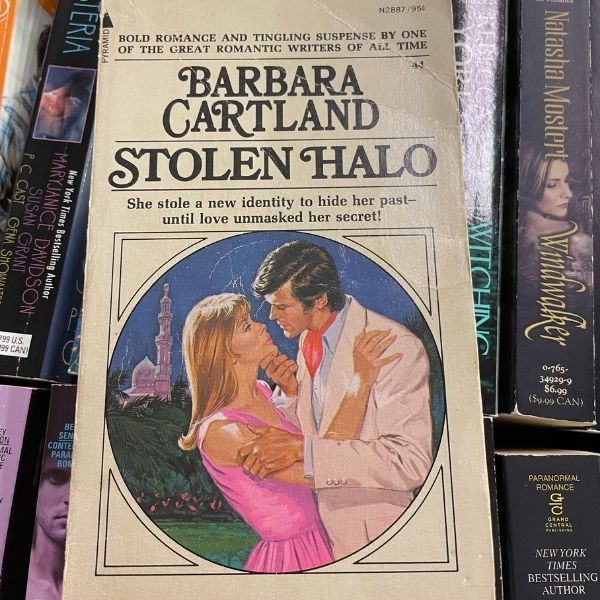 PYRAMID
N2887/95¢
BOLD ROMANCE AND TINGLING SUSPENSE BY ONE
OF THE GREAT ROMANTIC WRITERS OF ALL TIME
BARBARA
CARTLAND
STOLEN HALO
She stole a new identity to hide her past—
until love unmasked her secret!
New York Times Bestselling Author
MARYJANICE DAVIDSON
SUSAN GRANT
P. C. CAST
Natasha Mostert
Windwalker
0-765-
34929-9
$6.99
($9.99 CAN)
PARANORMAL
ROMANCE
GRAND
CENTRAL
PUBLISHING
NEW YORK
TIMES
BESTSELLING
AUTHOR